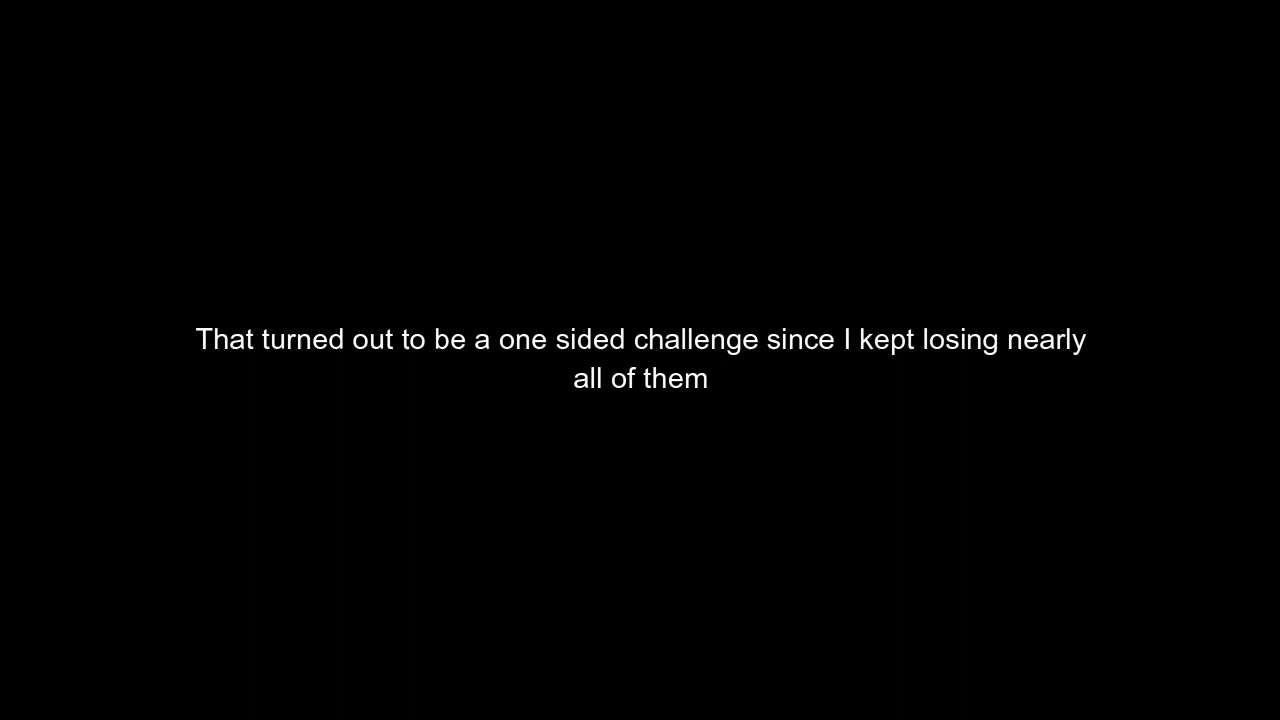 That turned out to be a one sided challenge since I kept losing nearly
all of them